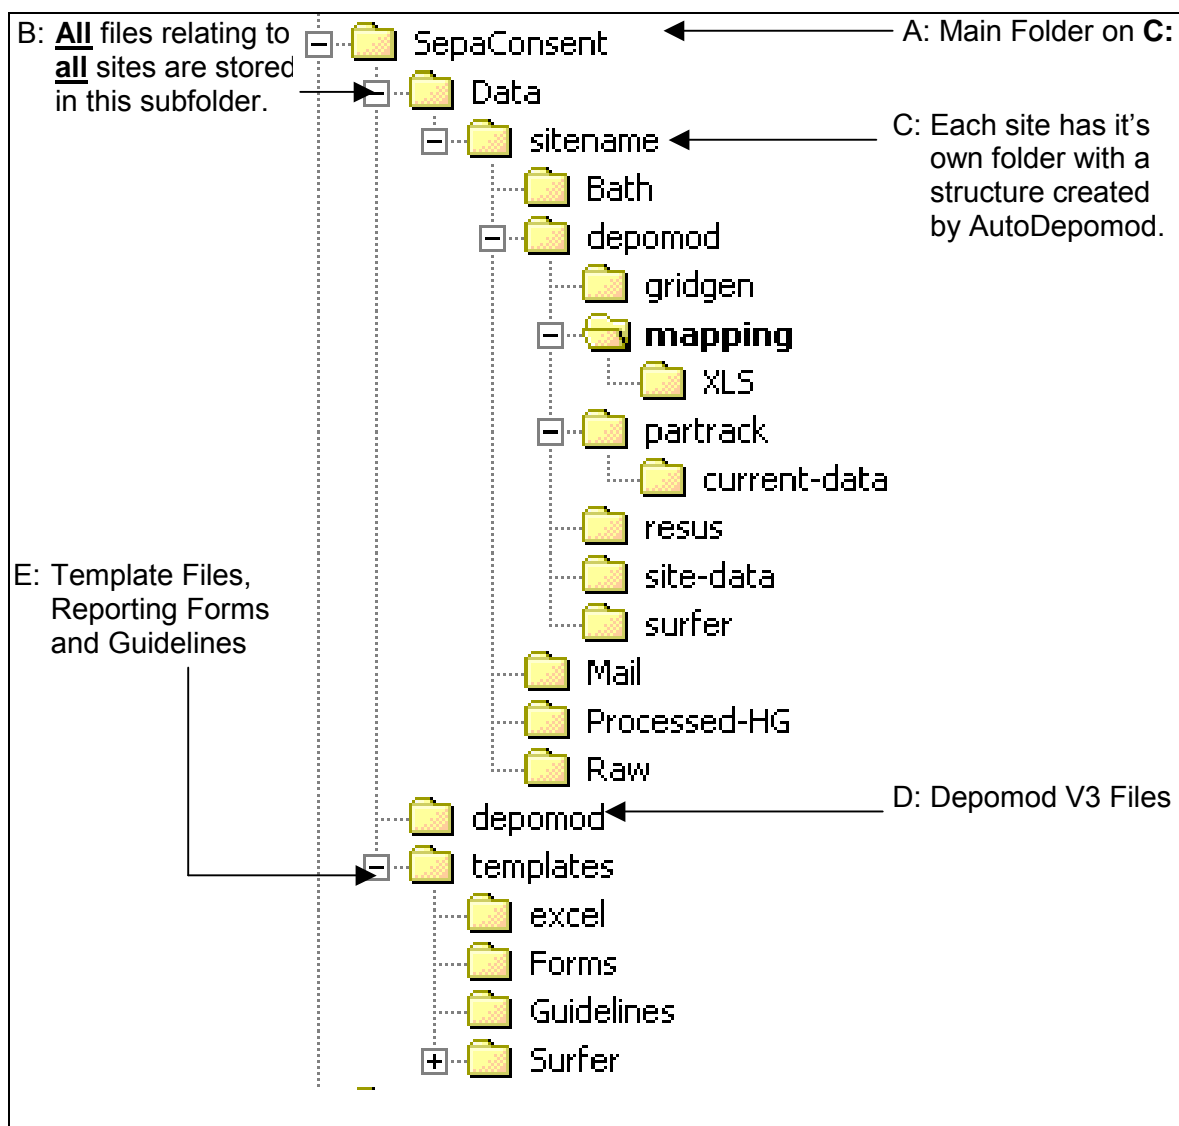 B: All files relating to
all sites are stored
in this subfolder.
SepaConsent
A: Main Folder on C:
Data
sitename
C: Each site has it's
own folder with a
structure created
by AutoDepomod.
Bath
depomod
gridgen
mapping
XLS
partrack
current-data
resus
site-data
surfer
E: Template Files,
Reporting Forms
and Guidelines
Mail
Processed-HG
Raw
depomod
D: Depomod V3 Files
templates
excel
Forms
Guidelines
Surfer